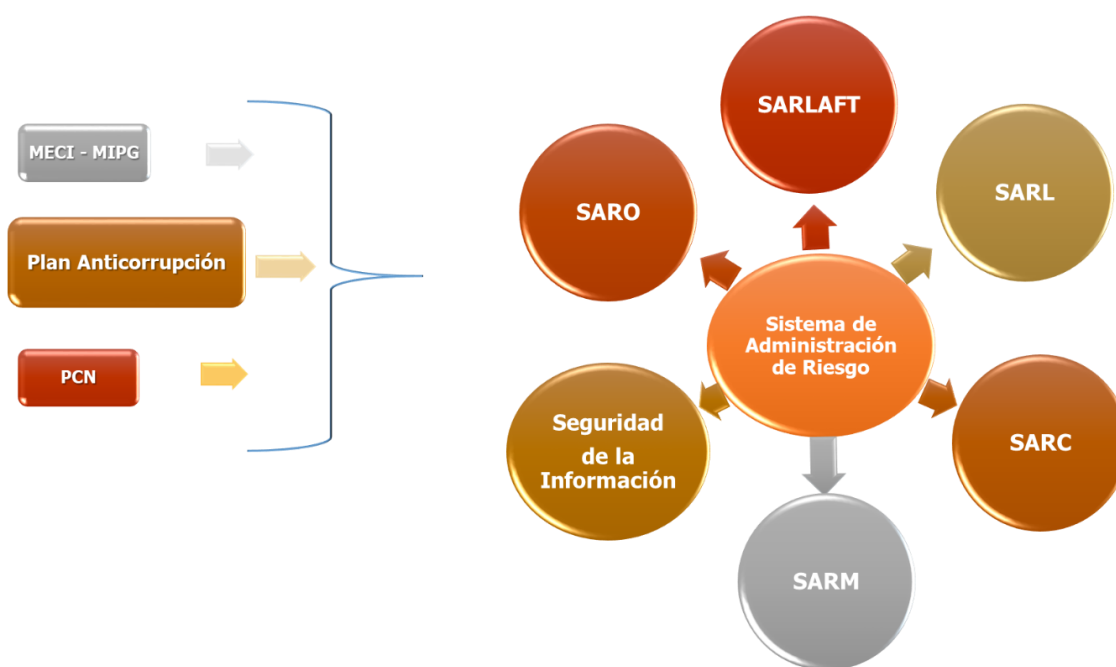 MECI - MIPG
Plan Anticorrupción
PCN
SARLAFT
SARO
SARL
Sistema de
Administración
de Riesgo
Seguridad
de la
Información
SARC
SARM